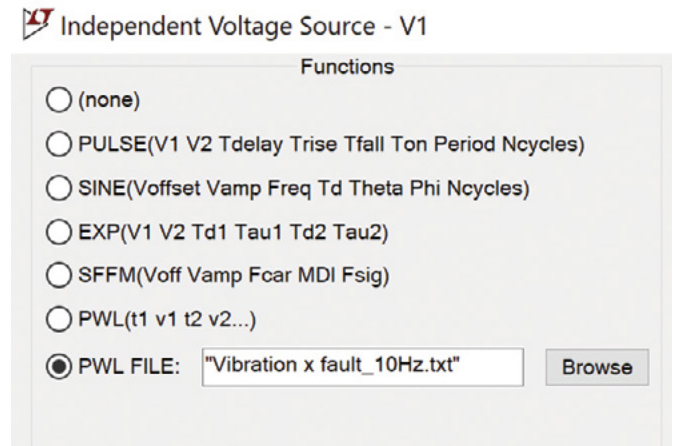 Independent Voltage Source - V1
Functions
(none)
PULSE(V1 V2 Tdelay Trise Tfall Ton Period Ncycles)
SINE(Voffset Vamp Freq Td Theta Phi Ncycles)
EXP(V1 V2 Td1 Tau1 Td2 Tau2)
SFFM(Voff Vamp Fcar MDI Fsig)
PWL(t1 v1 t2 v2...)
PWL FILE: "Vibration x fault_10Hz.txt" Browse